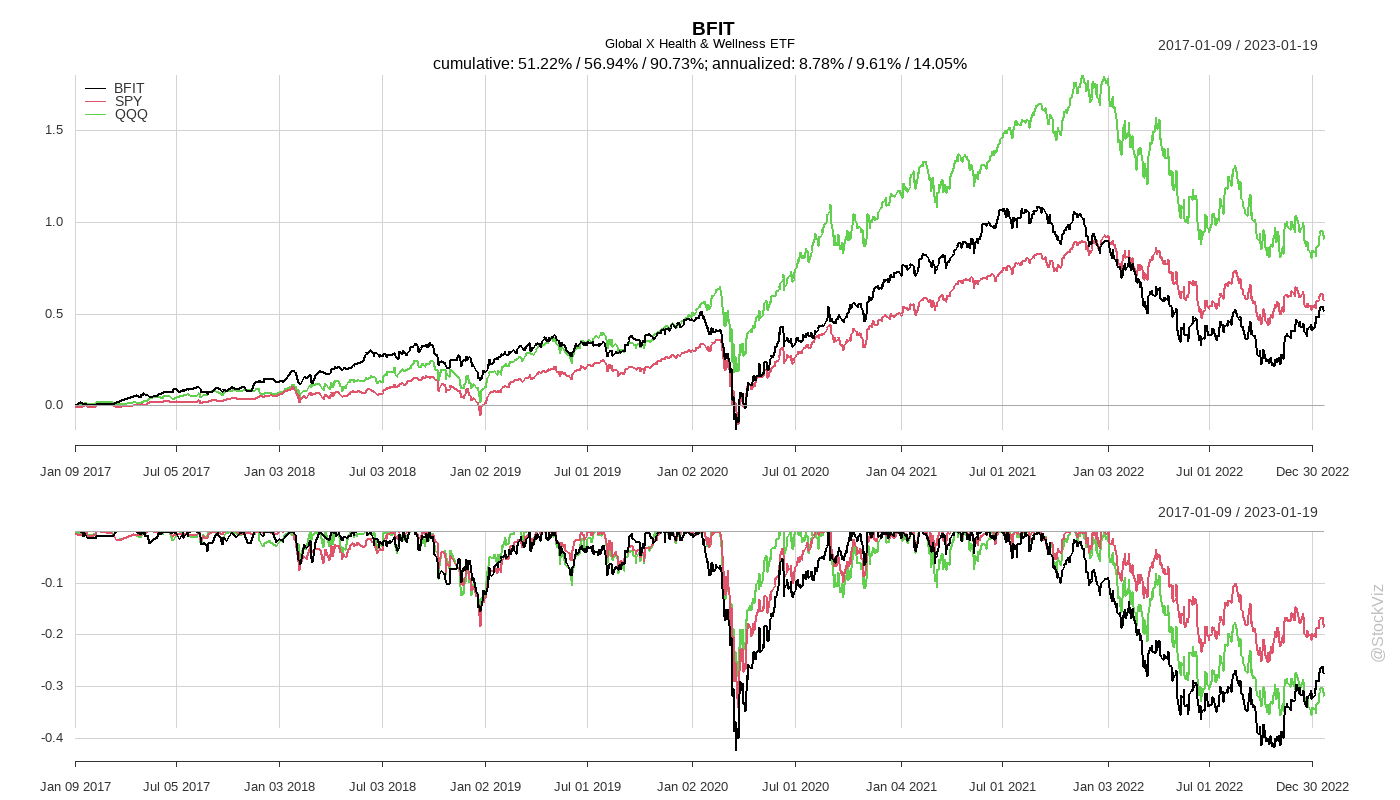 BFIT
Global X Health & Wellness ETF
2017-01-09 / 2023-01-19
cumulative: 51.22% / 56.94% / 90.73%; annualized: 8.78% / 9.61% / 14.05%
BFIT
SPY
QQQ
1.5
1.0
0.5
0.0
Jan 09 2017 Jul 05 2017 Jan 03 2018 Jul 03 2018 Jan 02 2019 Jul 01 2019 Jan 02 2020 Jul 01 2020 Jan 04 2021 Jul 01 2021 Jan 03 2022 Jul 01 2022 Dec 30 2022
2017-01-09 / 2023-01-19
-0.1
-0.2
-0.3
-0.4
Jan 09 2017 Jul 05 2017 Jan 03 2018 Jul 03 2018 Jan 02 2019 Jul 01 2019 Jan 02 2020 Jul 01 2020 Jan 04 2021 Jul 01 2021 Jan 03 2022 Jul 01 2022 Dec 30 2022
@StockViz